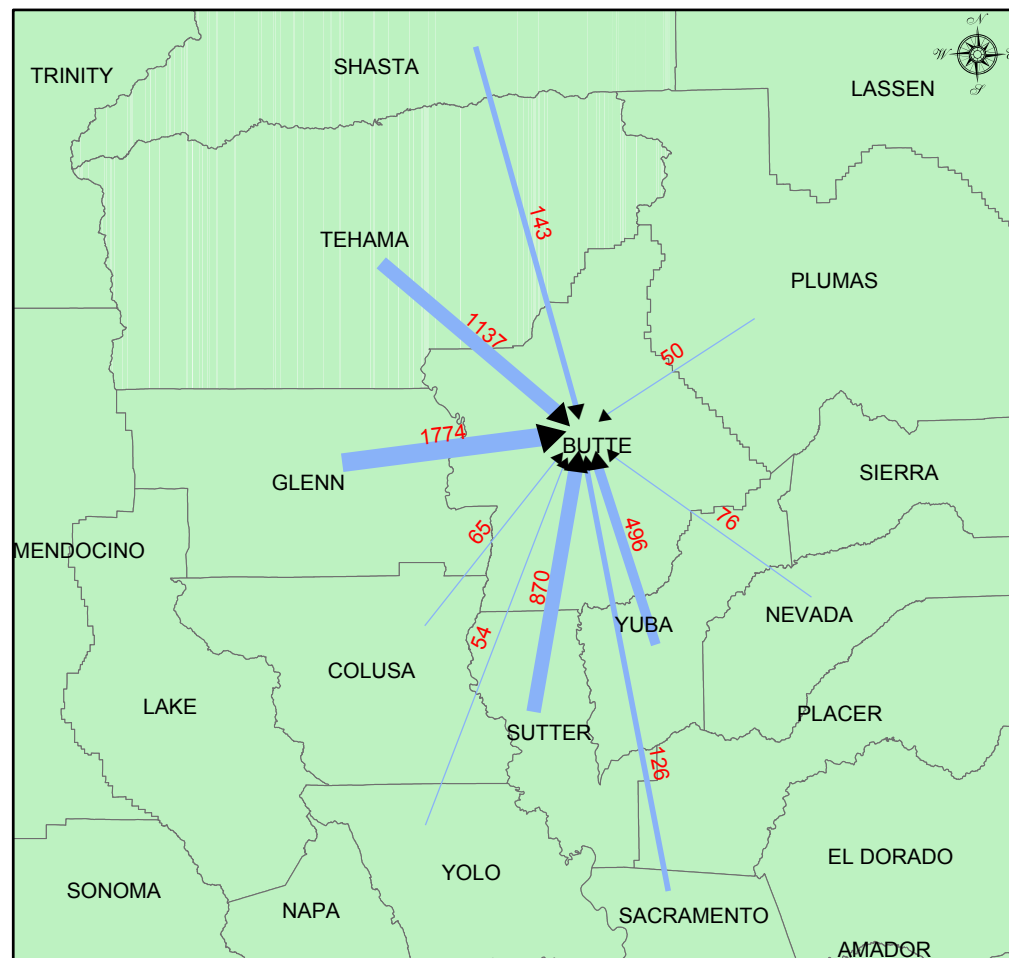 N
W
S
TRINITY
SHASTA
LASSEN
143
TEHAMA
PLUMAS
1137
50
1774
BUTTE
GLENN
SIERRA
65
496
76
MENDOCINO
870
54
YUBA
NEVADA
COLUSA
LAKE
SUTTER
PLACER
126
YOLO
EL DORADO
SONOMA
NAPA
SACRAMENTO
AMADOR